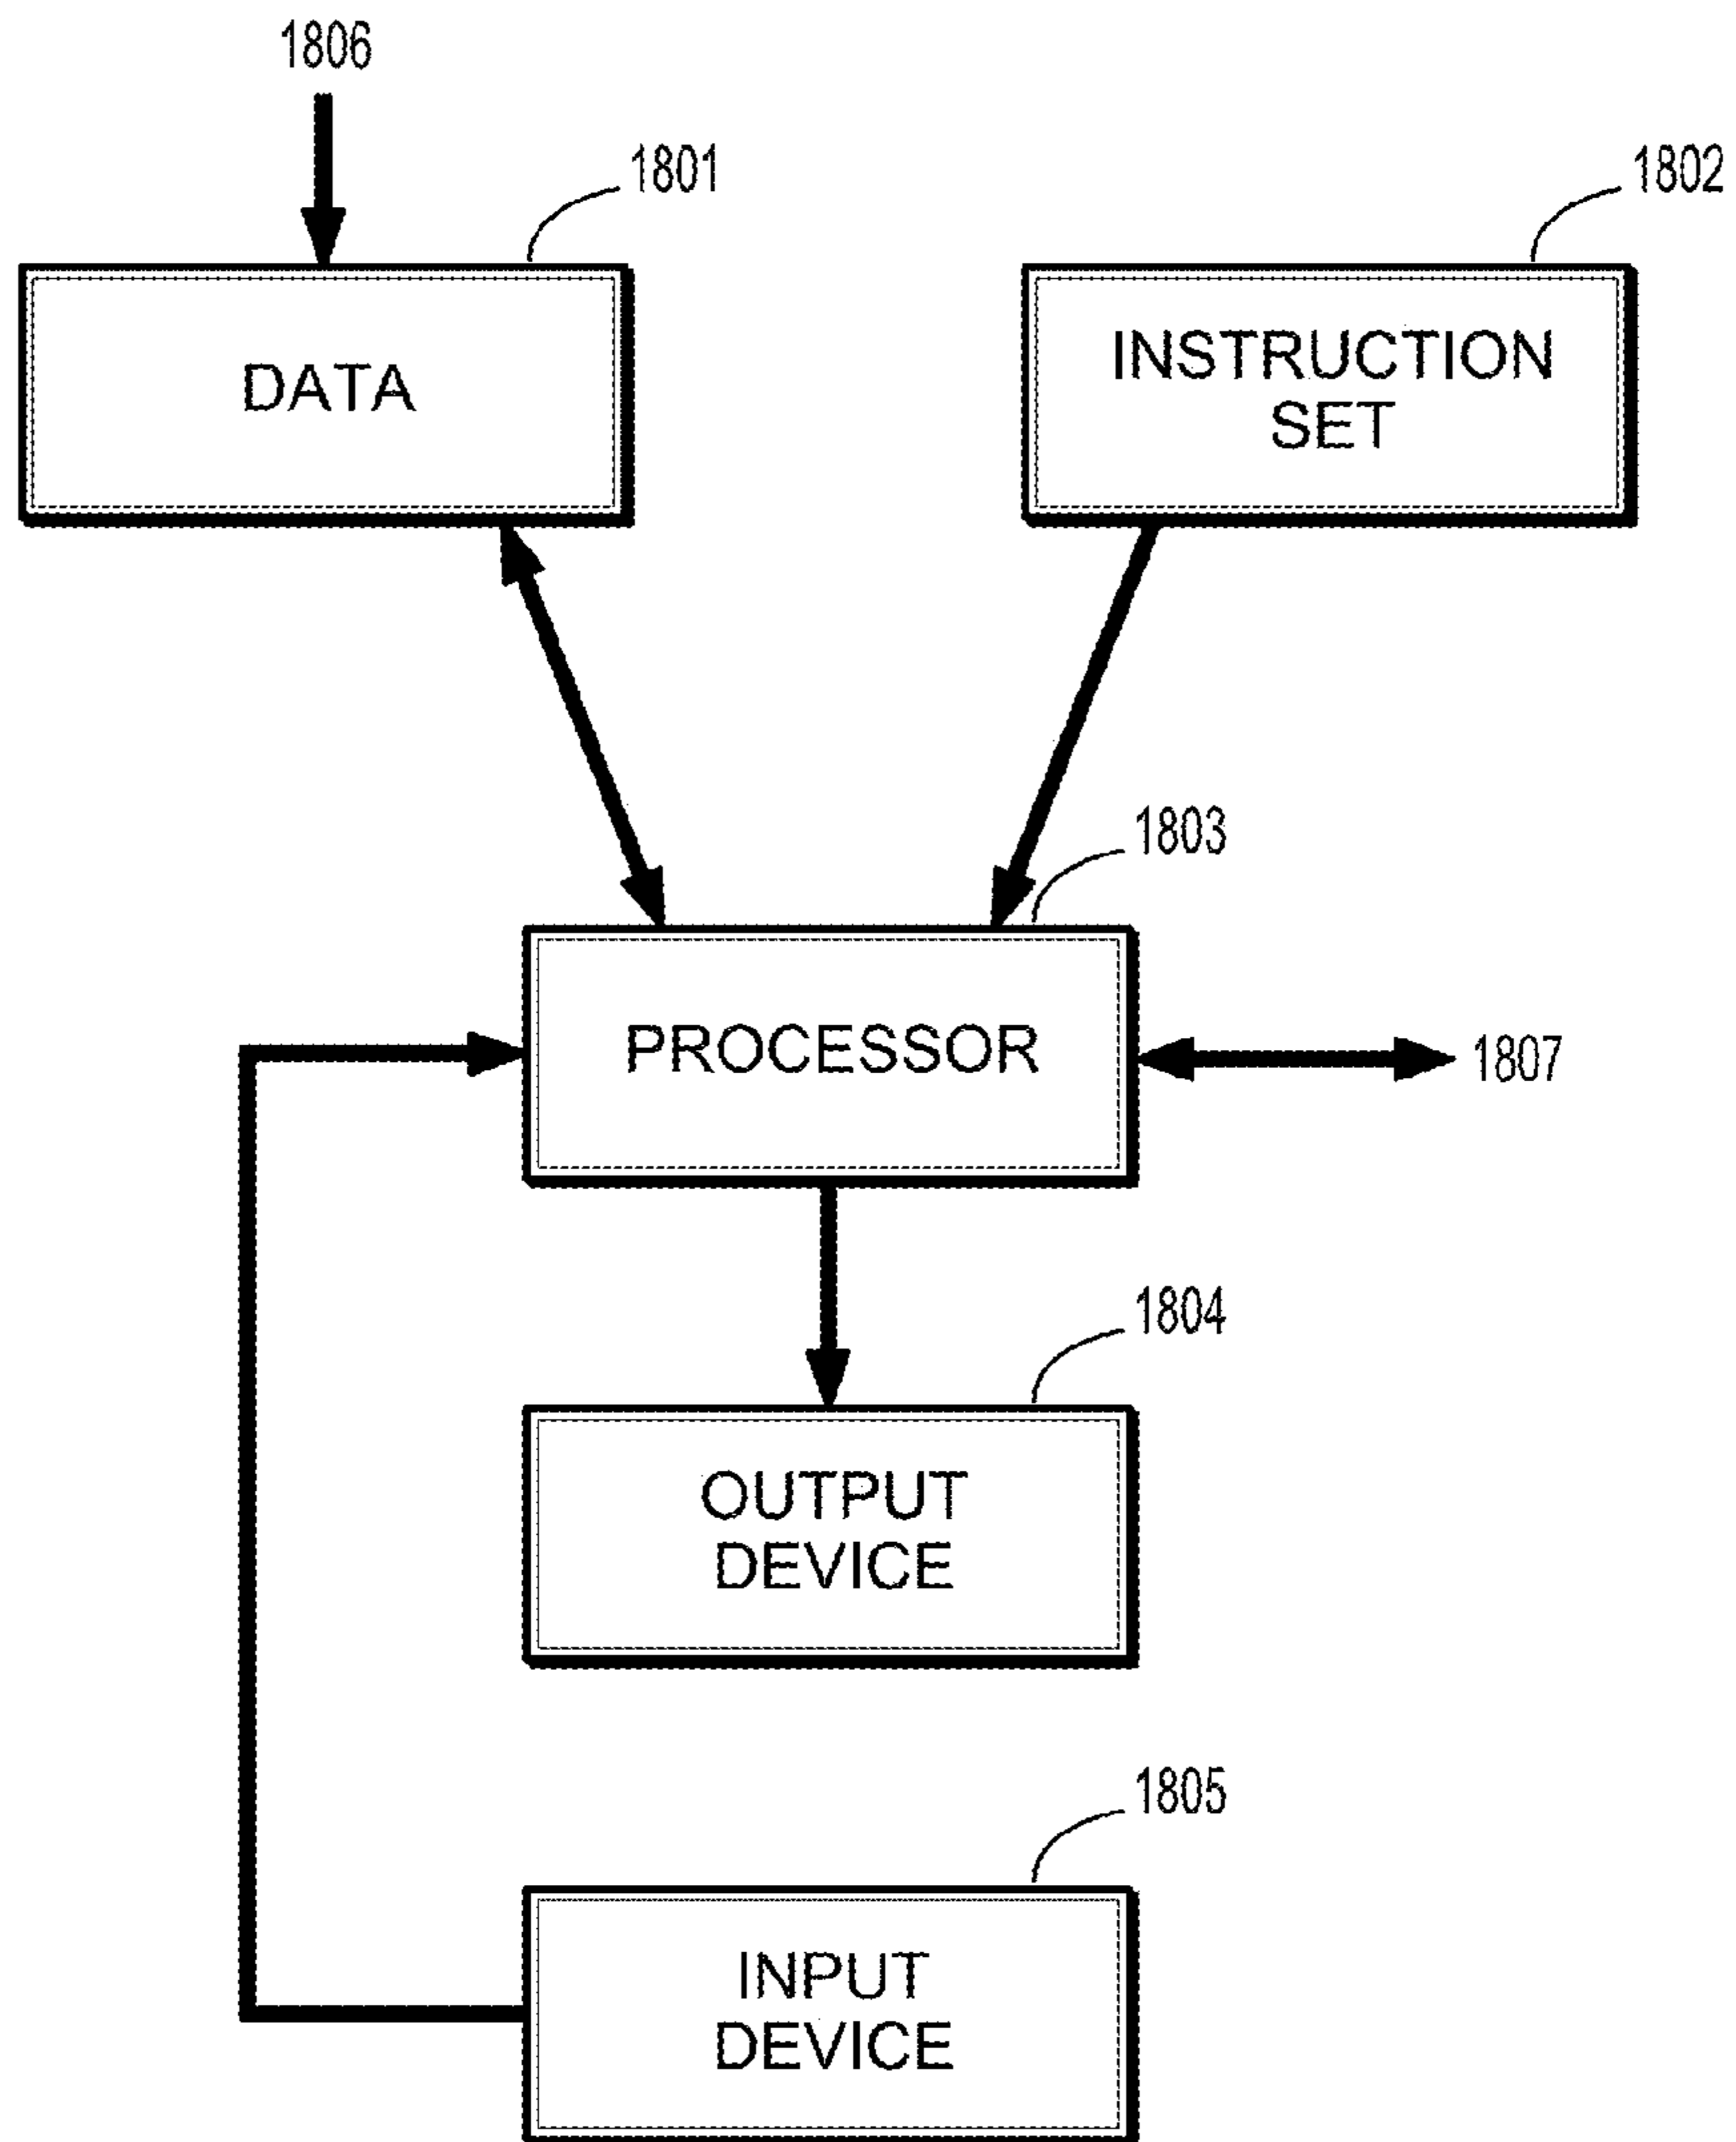 1806
1801
1802
DATA
INSTRUCTION
SET
1803
PROCESSOR
1807
1804
OUTPUT
DEVICE
1805
INPUT
DEVICE